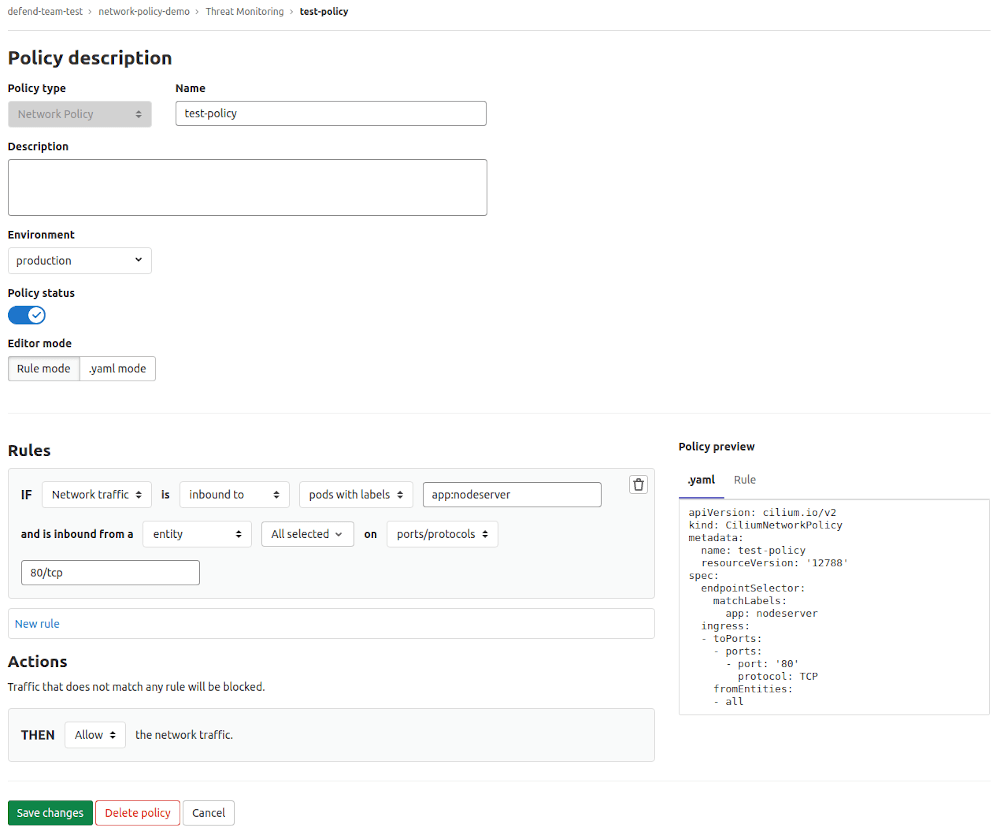 defend-team-test › network-policy-demo › Threat Monitoring › test-policy
Policy description
Policy type
Name
Network Policy
test-policy
Description
Environment
production
Policy status
Editor mode
Rule mode
.yaml mode
Rules
IF Network traffic is inbound to pods with labels app:nodeserver
and is inbound from a entity All selected on ports/protocols
80/tcp
New rule
Actions
Traffic that does not match any rule will be blocked.
THEN Allow the network traffic.
Policy preview
.yaml Rule
apiVersion: cilium.io/v2
kind: CiliumNetworkPolicy
metadata:
  name: test-policy
  resourceVersion: '12788'
spec:
  endpointSelector:
    matchLabels:
      app: nodeserver
  ingress:
  - toPorts:
    - ports:
      - port: '80'
        protocol: TCP
    fromEntities:
    - all
Save changes Delete policy Cancel